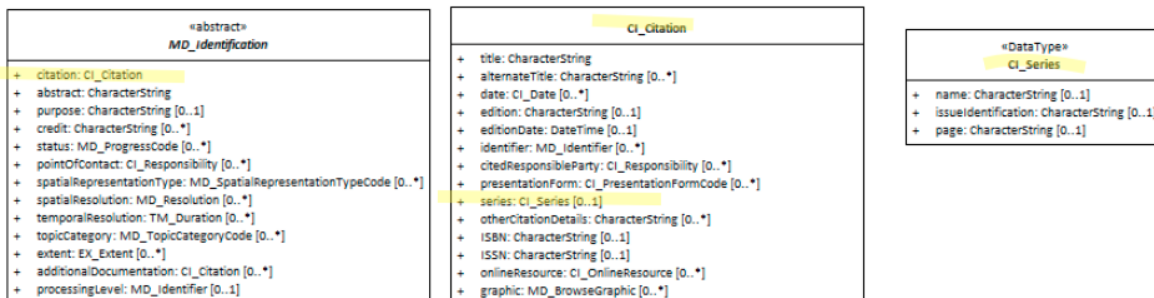 «abstract»
MD_Identification
+ citation: CI_Citation
+ abstract: CharacterString
+ purpose: CharacterString [0..1]
+ credit: CharacterString [0..*]
+ status: MD_ProgressCode [0..*]
+ pointOfContact: CI_Responsibility [0..*]
+ spatialRepresentationType: MD_SpatialRepresentationTypeCode [0..*]
+ spatialResolution: MD_Resolution [0..*]
+ temporalResolution: TM_Duration [0..*]
+ topicCategory: MD_TopicCategoryCode [0..*]
+ extent: EX_Extent [0..*]
+ additionalDocumentation: CI_Citation [0..*]
+ processingLevel: MD_Identifier [0..1]
CI_Citation
+ title: CharacterString
+ alternateTitle: CharacterString [0..*]
+ date: CI_Date [0..*]
+ edition: CharacterString [0..1]
+ editionDate: DateTime [0..1]
+ identifier: MD_Identifier [0..*]
+ citedResponsibleParty: CI_Responsibility [0..*]
+ presentationForm: CI_PresentationFormCode [0..*]
+ series: CI_Series [0..1]
+ otherCitationDetails: CharacterString [0..*]
+ ISBN: CharacterString [0..1]
+ ISSN: CharacterString [0..1]
+ onlineResource: CI_OnlineResource [0..*]
+ graphic: MD_BrowseGraphic [0..*]
«DataType»
CI_Series
+ name: CharacterString [0..1]
+ issueIdentification: CharacterString [0..1]
+ page: CharacterString [0..1]